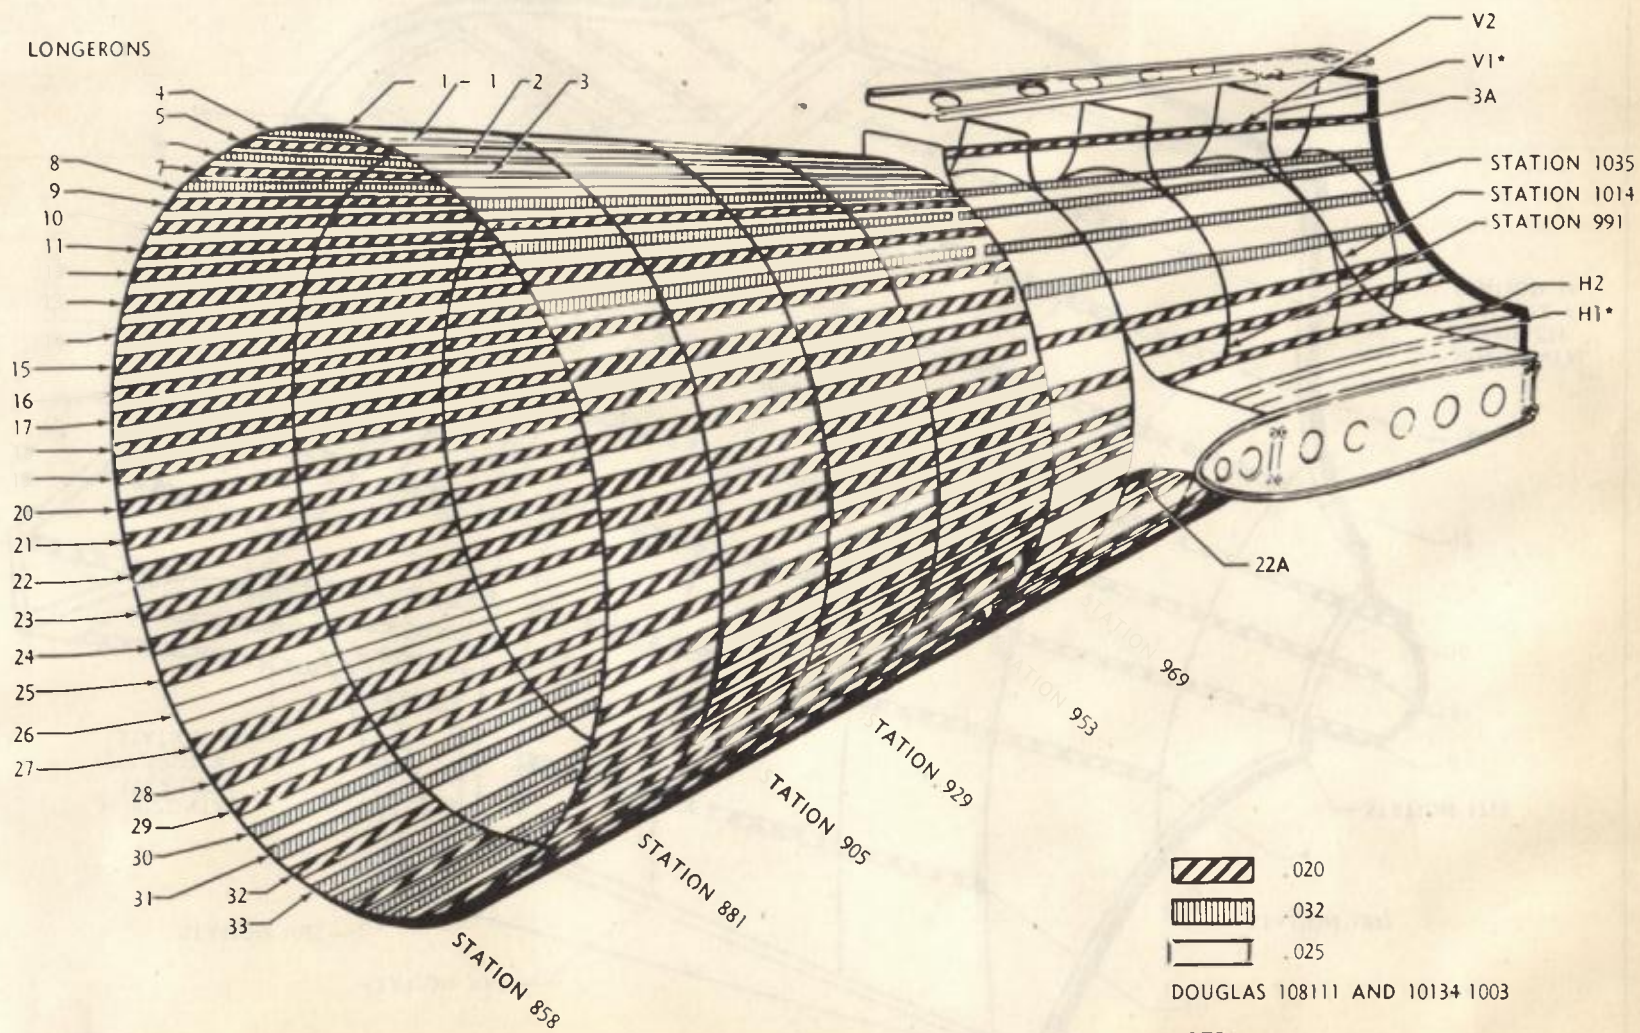 LONGERONS
1 - 1
2
3
4
5
7
8
9
10
11
15
16
17
20
21
22
23
24
25
26
27
28
29
30
31
32
33
V2
V1*
3A
STATION 1035
STATION 1014
STATION 991
H2
H1*
22A
STATION 969
TATION 953
TATION 929
TATION 905
STATION 881
STATION 858
.020
.032
.025
DOUGLAS 108111 AND 10134 1003